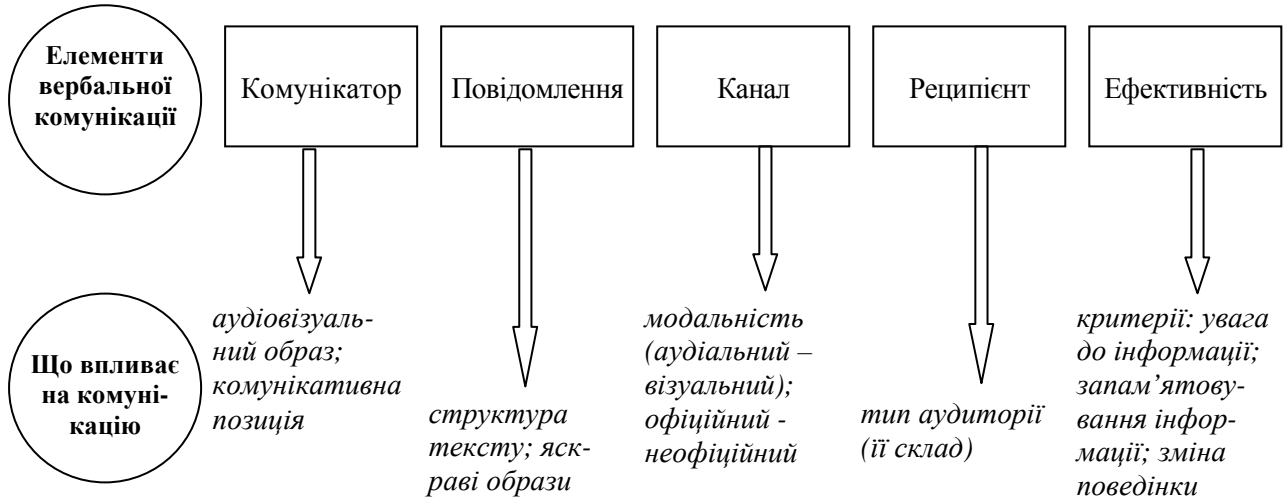 Елементи
вербальної
комунікації
Комунікатор
Повідомлення
Канал
Реципієнт
Ефективність
Що впливає
на комуні-
кацію
аудіовізуаль-
ний образ;
комунікативна
позиція
структура
тексту; яск-
раві образи
модальність
(аудіальний –
візуальний);
офіційний -
неофіційний
тип аудиторії
(її склад)
критерії: увага
до інформації;
запам’ятову-
вання інфор-
мації; зміна
поведінки